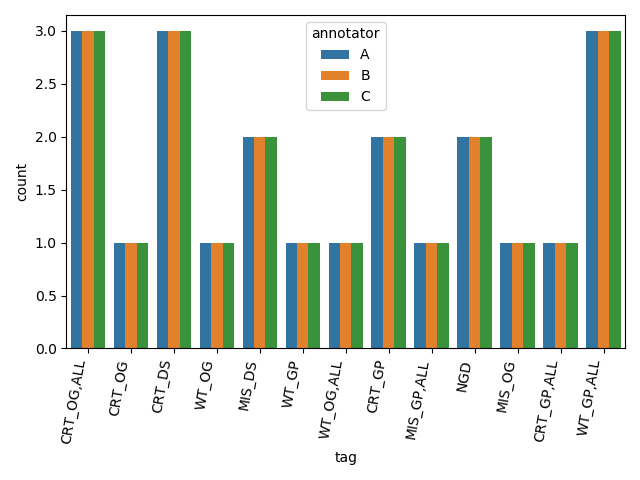 annotator
A
B
C
3.0
2.5
2.0
1.5
1.0
0.5
0.0
count
CRT_OG,ALL
CRT_OG
CRT_DS
WT_OG
MIS_DS
WT_GP
WT_OG,ALL
CRT_GP
MIS_GP,ALL
NGD
MIS_OG
CRT_GP,ALL
WT_GP,ALL
tag